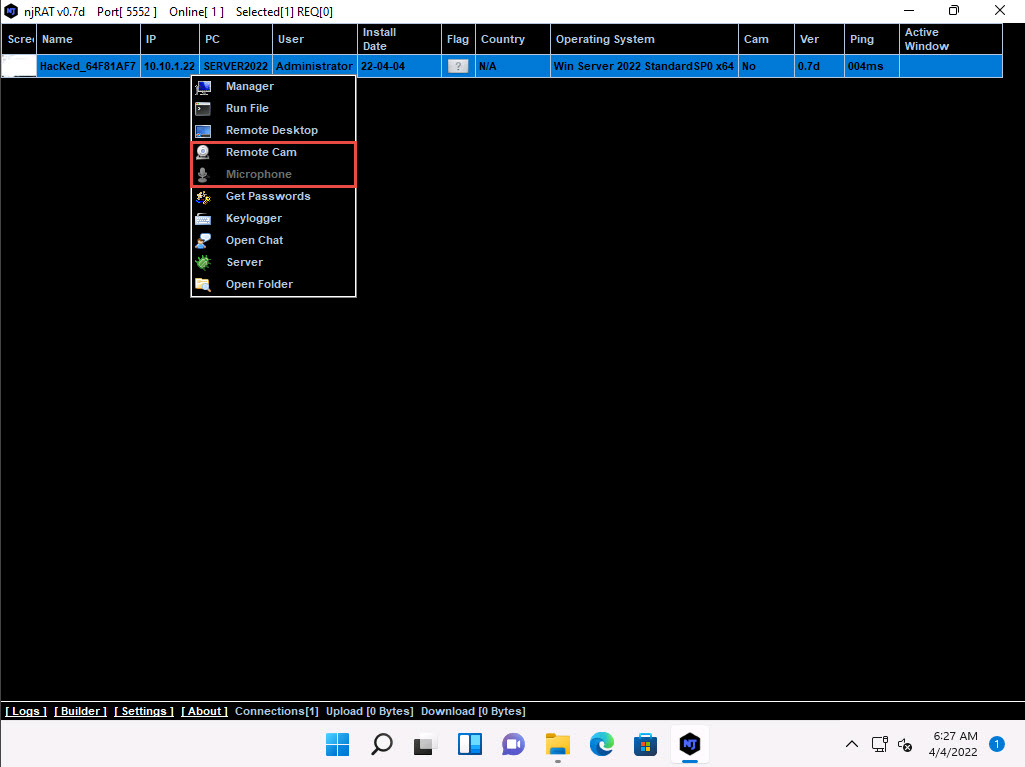 njRAT v0.7d Port[ 5552 ] Online[ 1 ] Selected[1] REQ[0]
Scre Name IP PC User Install Date Flag Country Operating System Cam Ver Ping Active Window
HacKed_64F81AF7 10.10.1.22 SERVER2022 Administrator 22-04-04 ? N/A Win Server 2022 StandardSP0 x64 No 0.7d 004ms
Manager
Run File
Remote Desktop
Remote Cam
Microphone
Get Passwords
Keylogger
Open Chat
Server
Open Folder
[ Logs ] [ Builder ] [ Settings ] [ About ] Connections[1] Upload [0 Bytes] Download [0 Bytes]
NJ
6:27 AM
4/4/2022
1